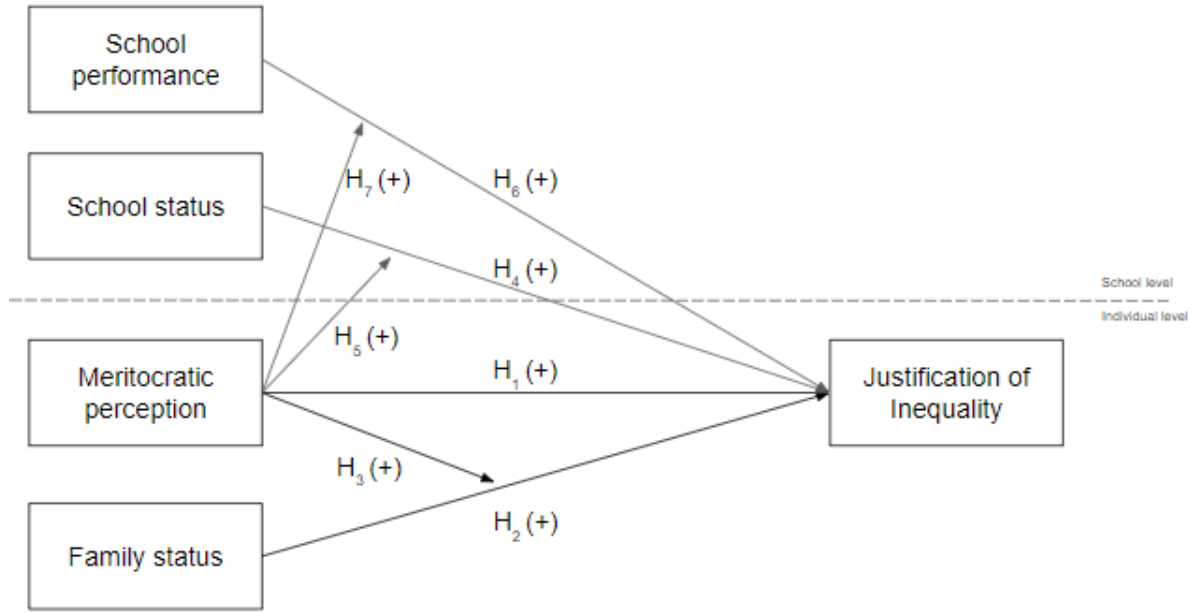 School
performance
H7 (+)
H6 (+)
School status
H4 (+)
School level
Individual level
H5 (+)
Meritocratic
perception
H1 (+)
Justification of
Inequality
H3 (+)
H2 (+)
Family status